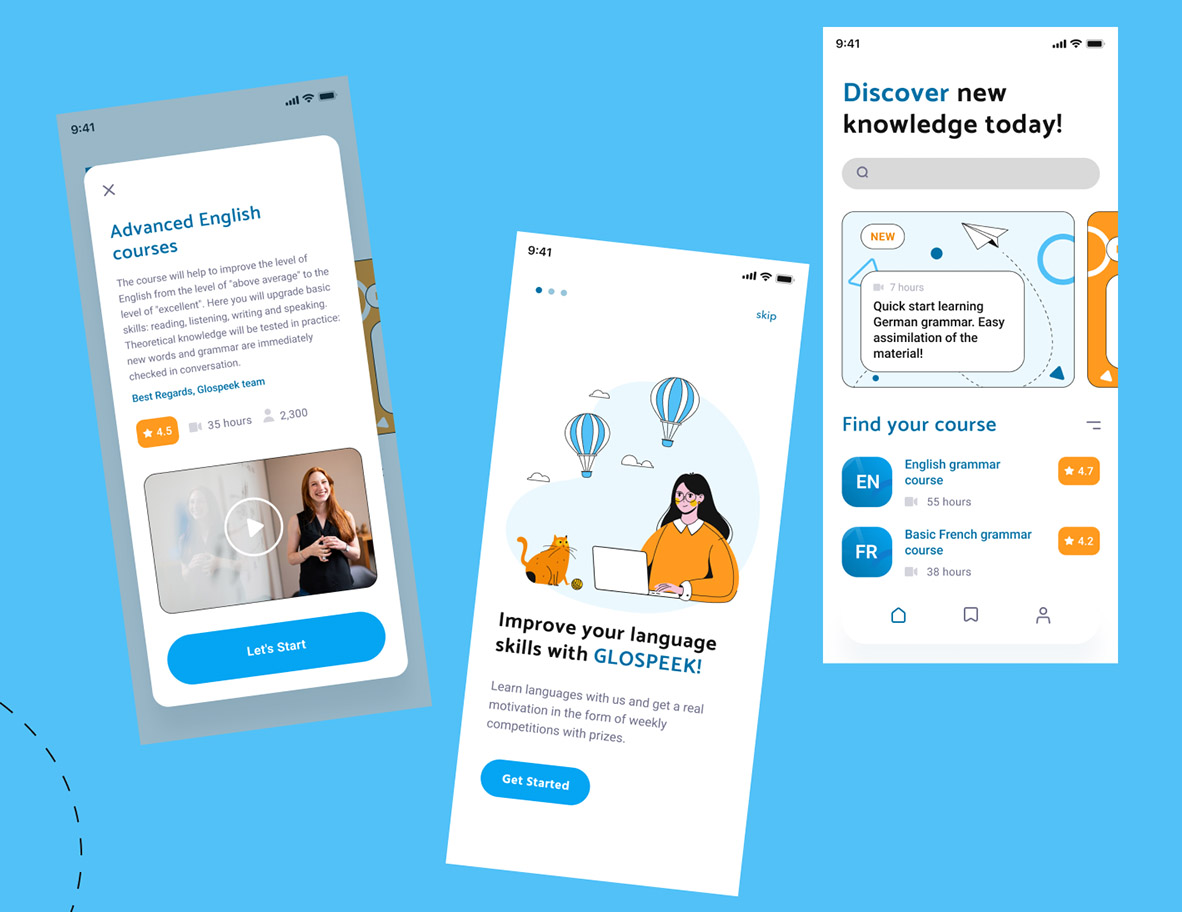 9:41
Advanced English
courses
The course will help to improve the level of
English from the level of "above average" to the
level of "excellent". Here you will upgrade basic
skills: reading, listening, writing and speaking.
Theoretical knowledge will be tested in practice:
new words and grammar are immediately
checked in conversation.
Best Regards, Glospeek team
4.5 35 hours 2,300
Let's Start
9:41
skip
Improve your language
skills with GLOSPEEK!
Learn languages with us and get a real
motivation in the form of weekly
competitions with prizes.
Get Started
9:41
Discover new
knowledge today!
NEW
7 hours
Quick start learning
German grammar. Easy
assimilation of the
material!
Find your course
EN
English grammar
course
55 hours
4.7
FR
Basic French grammar
course
38 hours
4.2